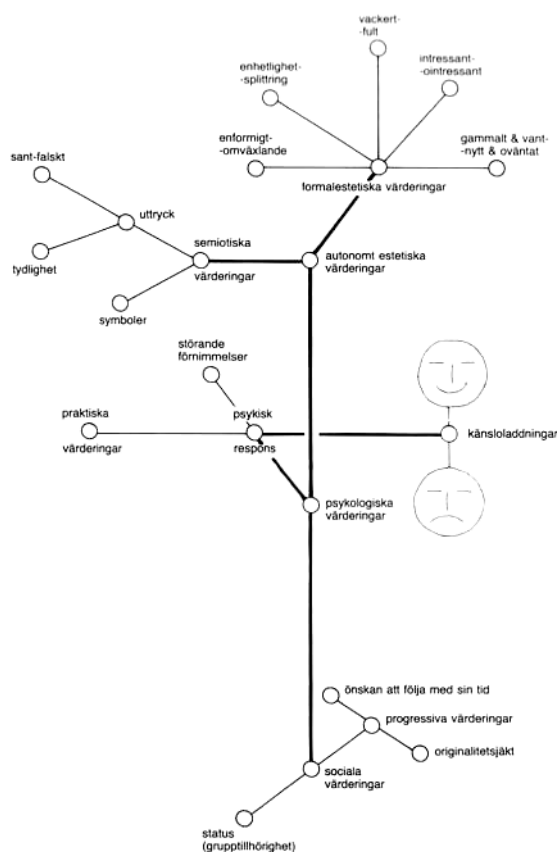 vackert-
-fult
intressant-
-ointressant
enhetlighet-
-splittring
enformigt-
-omväxlande
gammalt & vant-
-nytt & oväntat
formalestetiska värderingar
sant-falskt
uttryck
semiotiska
värderingar
autonomt estetiska
värderingar
tydlighet
symboler
störande
förnimmelser
praktiska
värderingar
psykisk
respons
känsloladdningar
psykologiska
värderingar
önskan att följa med sin tid
progressiva värderingar
originalitetsjäkt
sociala
värderingar
status
(grupptillhörighet)